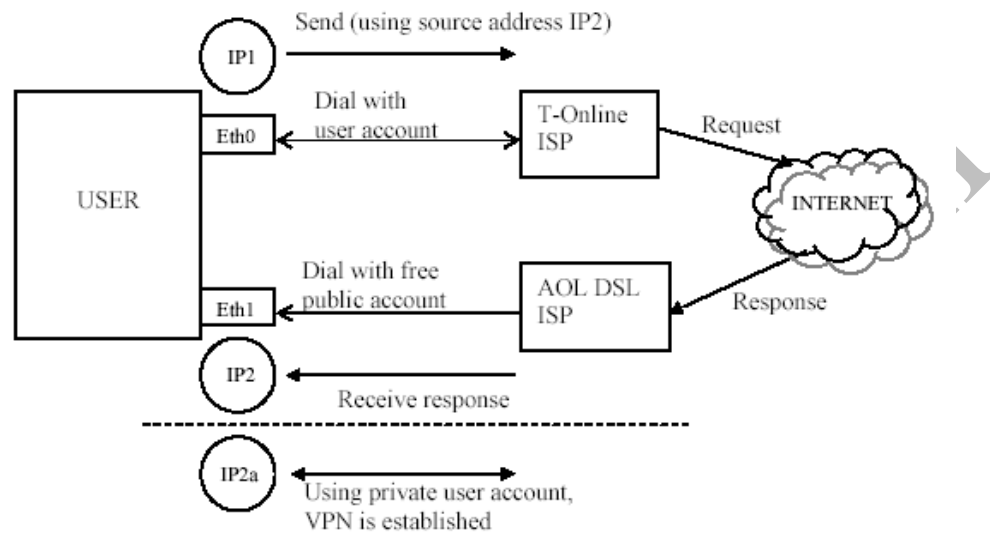 Send (using source address IP2)
IP1
Dial with
user account
Eth0
T-Online
ISP
Request
USER
INTERNET
Dial with free
public account
Eth1
AOL DSL
ISP
Response
IP2
Receive response
IP2a
Using private user account,
VPN is established